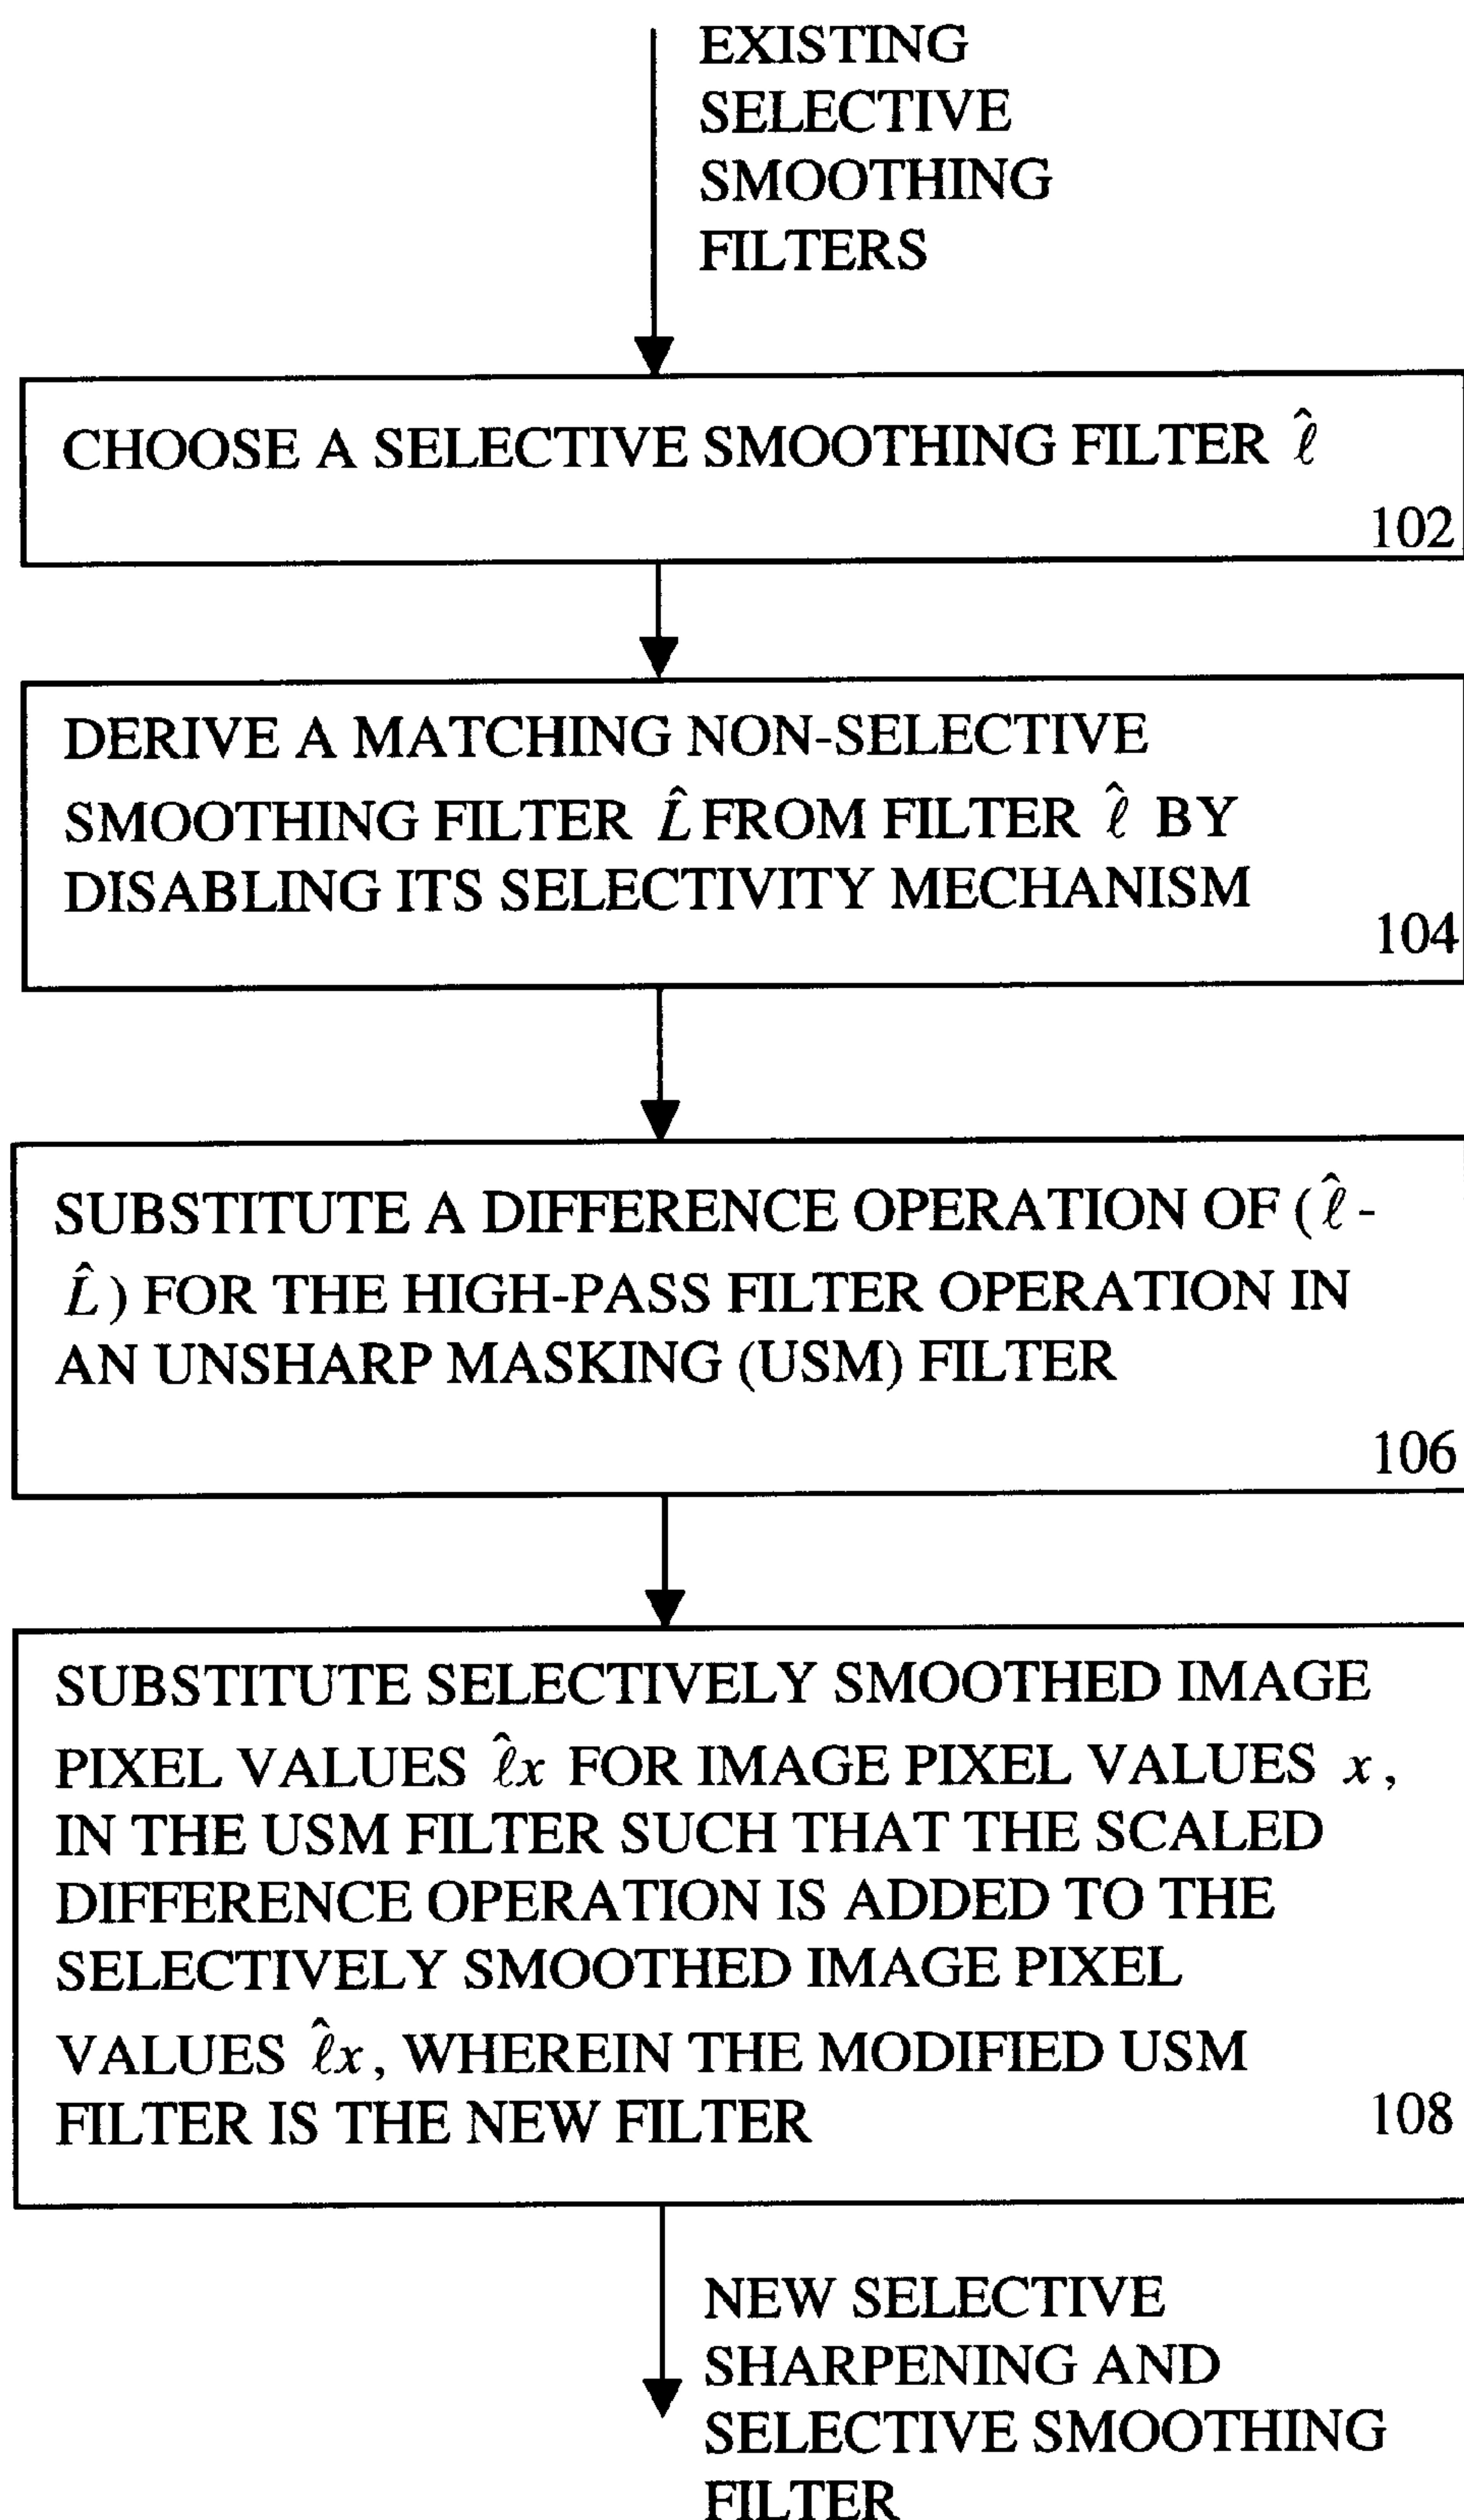 EXISTING
SELECTIVE
SMOOTHING
FILTERS
CHOOSE A SELECTIVE SMOOTHING FILTER ℓ̂
102
DERIVE A MATCHING NON-SELECTIVE
SMOOTHING FILTER L̂ FROM FILTER ℓ̂ BY
DISABLING ITS SELECTIVITY MECHANISM
104
SUBSTITUTE A DIFFERENCE OPERATION OF (ℓ̂ -
L̂) FOR THE HIGH-PASS FILTER OPERATION IN
AN UNSHARP MASKING (USM) FILTER
106
SUBSTITUTE SELECTIVELY SMOOTHED IMAGE
PIXEL VALUES ℓ̂x FOR IMAGE PIXEL VALUES x,
IN THE USM FILTER SUCH THAT THE SCALED
DIFFERENCE OPERATION IS ADDED TO THE
SELECTIVELY SMOOTHED IMAGE PIXEL
VALUES ℓ̂x, WHEREIN THE MODIFIED USM
FILTER IS THE NEW FILTER
108
NEW SELECTIVE
SHARPENING AND
SELECTIVE SMOOTHING
FILTER